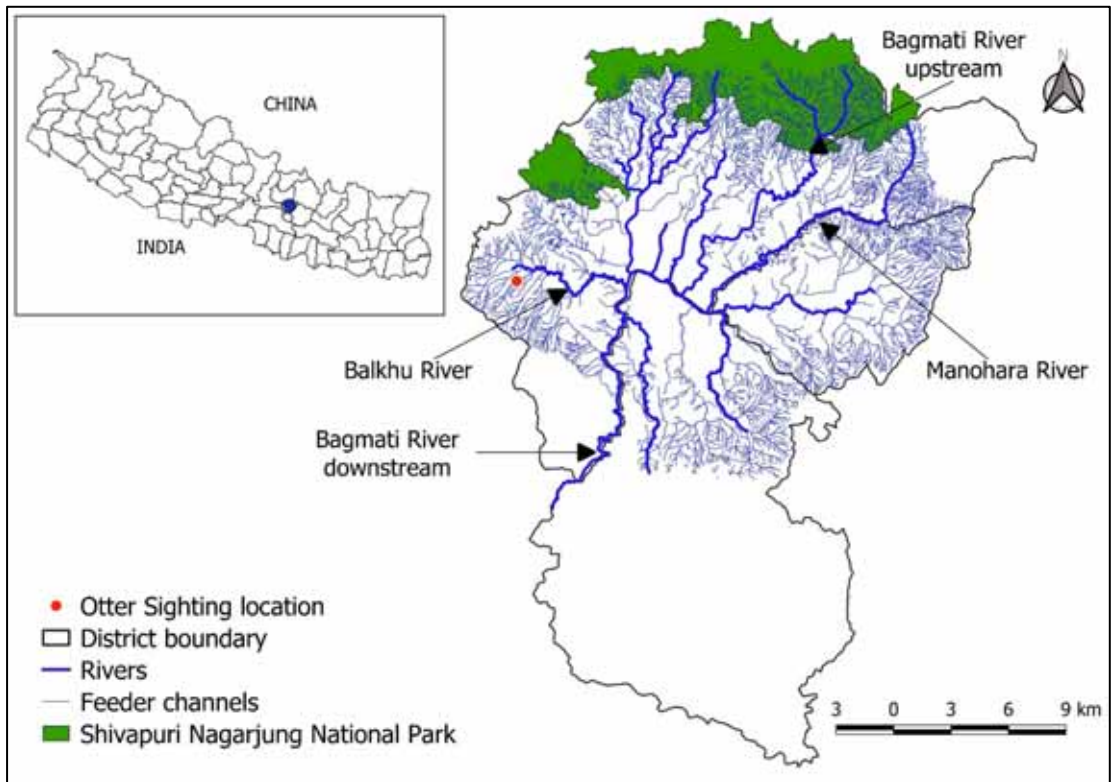 CHINA
INDIA
Bagmati River
upstream
N
Balkhu River
Manohara River
Bagmati River
downstream
Otter Sighting location
District boundary
Rivers
Feeder channels
Shivapuri Nagarjung National Park
3 0 3 6 9 km